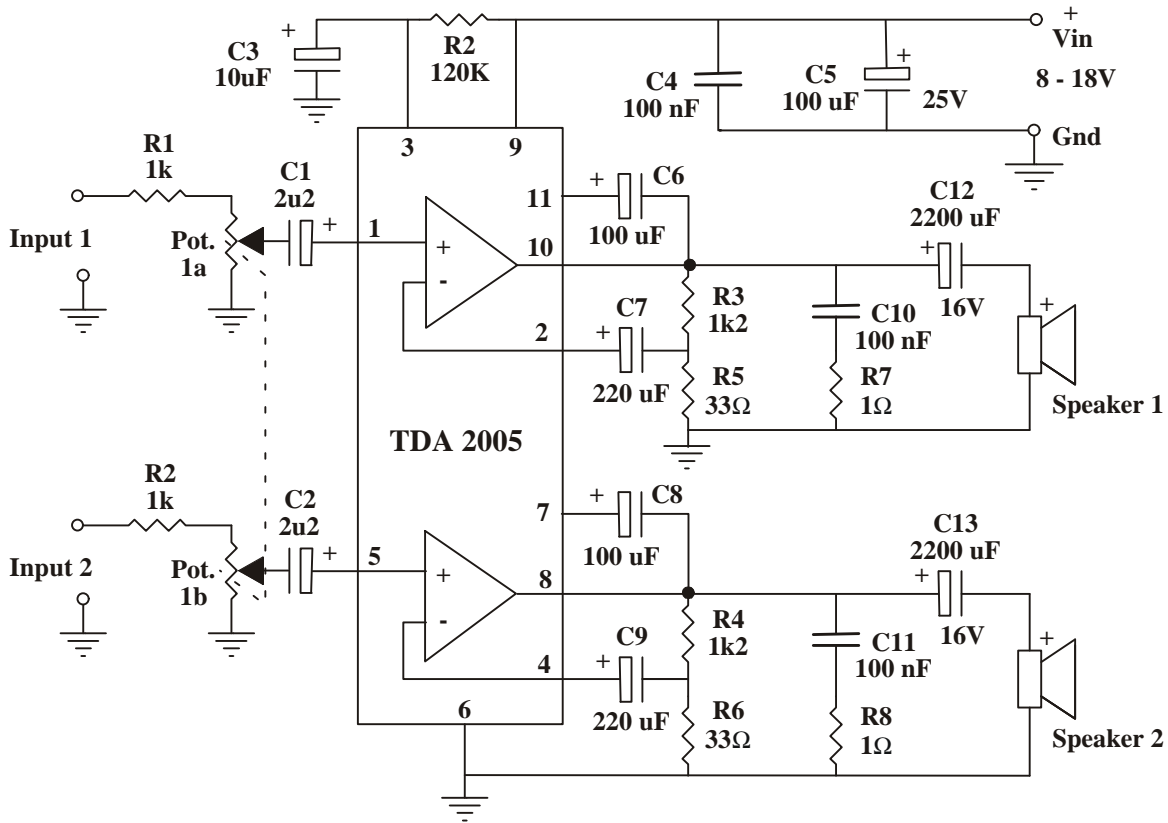 +
C3
10uF
R2
120K
C4
100 nF
C5
100 uF
+
25V
+
Vin
8 - 18V
Gnd
3
9
R1
1k
C1
2u2
+
Input 1
Pot.
1a
1
+
-
11
10
2
+
C6
100 uF
C7
+
220 uF
R3
1k2
R5
33Ω
C10
100 nF
R7
1Ω
C12
2200 uF
+
16V
+
Speaker 1
TDA 2005
R2
1k
C2
2u2
+
Input 2
Pot.
1b
5
+
-
7
8
4
6
+
C8
100 uF
C9
+
220 uF
R4
1k2
R6
33Ω
C11
100 nF
R8
1Ω
C13
2200 uF
+
16V
+
Speaker 2